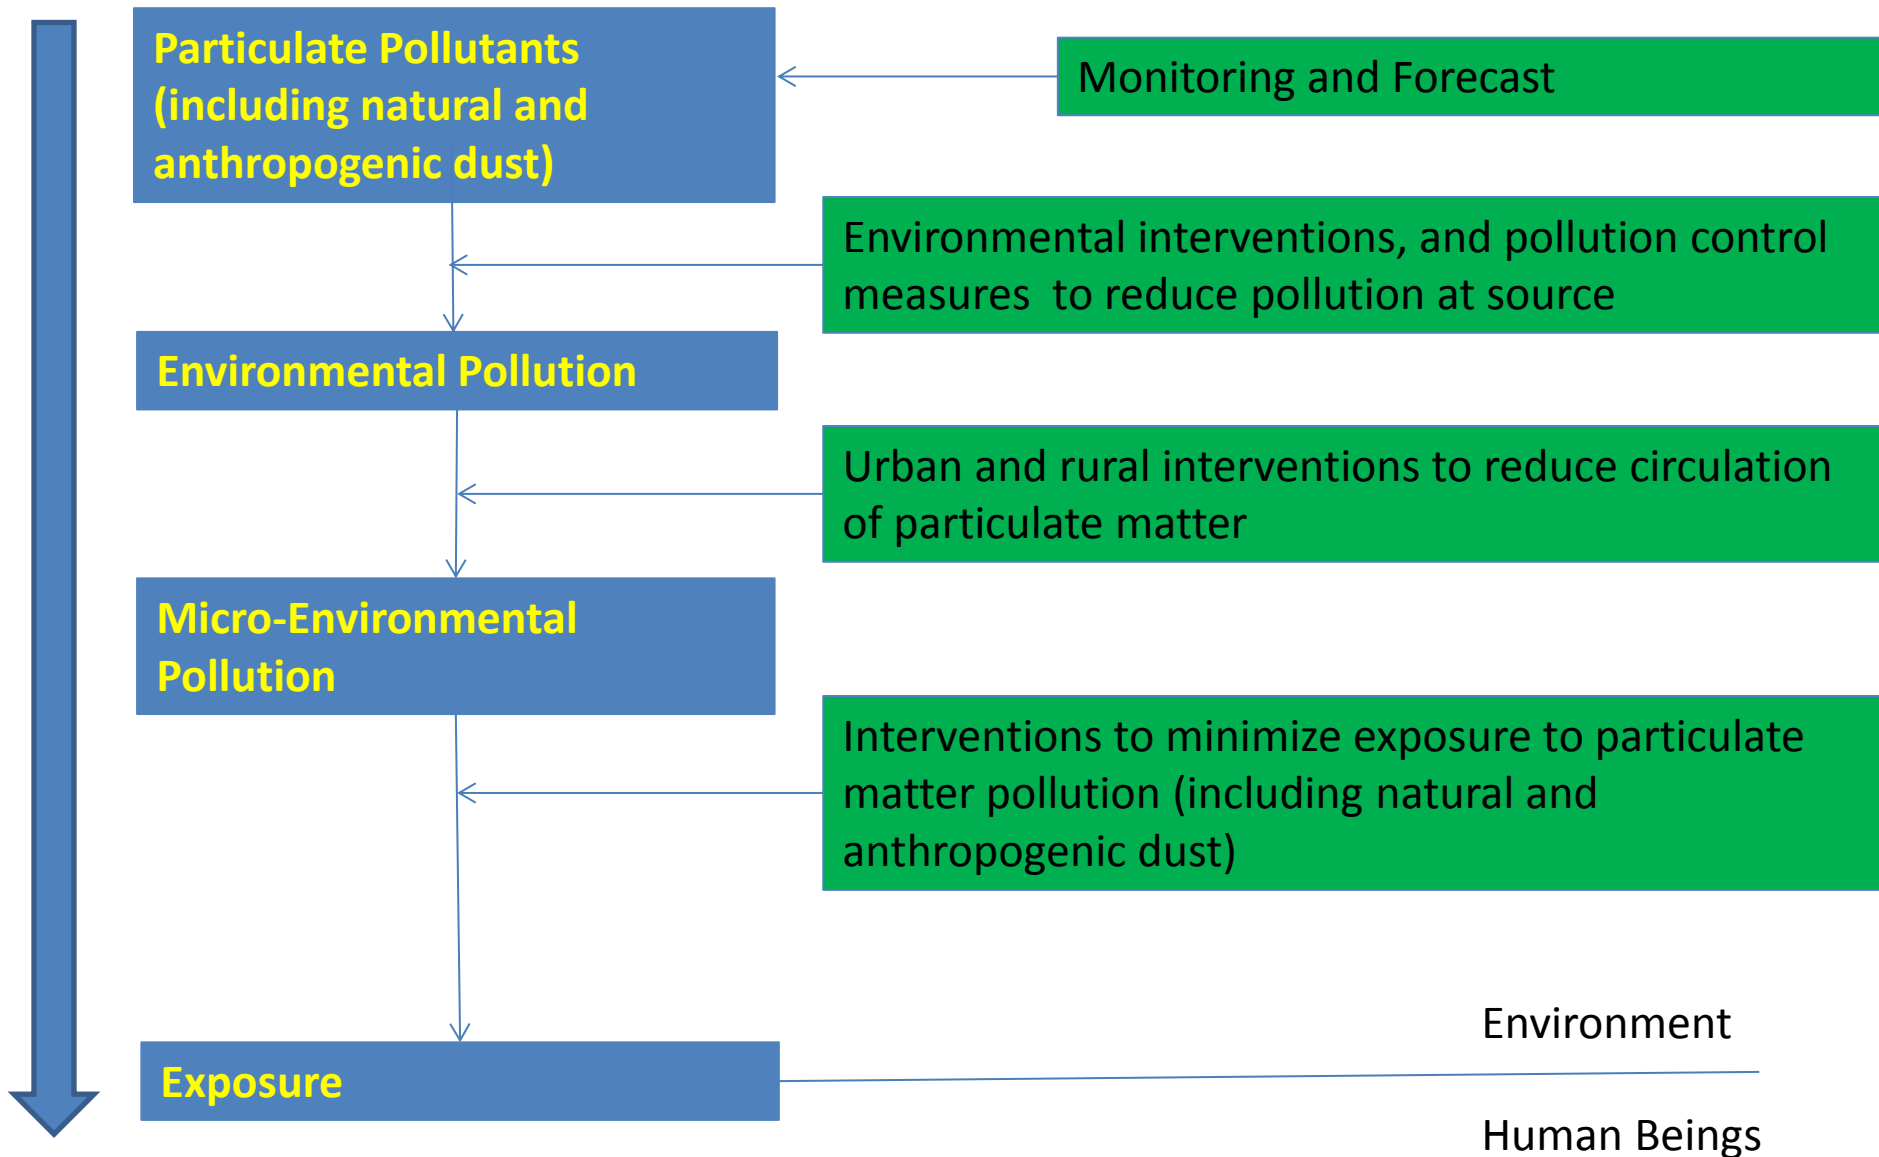 Particulate Pollutants
(including natural and
anthropogenic dust)
Monitoring and Forecast
Environmental interventions, and pollution control
measures  to reduce pollution at source
Environmental Pollution
Urban and rural interventions to reduce circulation
of particulate matter
Micro-Environmental
Pollution
Interventions to minimize exposure to particulate
matter pollution (including natural and
anthropogenic dust)
Environment
Exposure
Human Beings